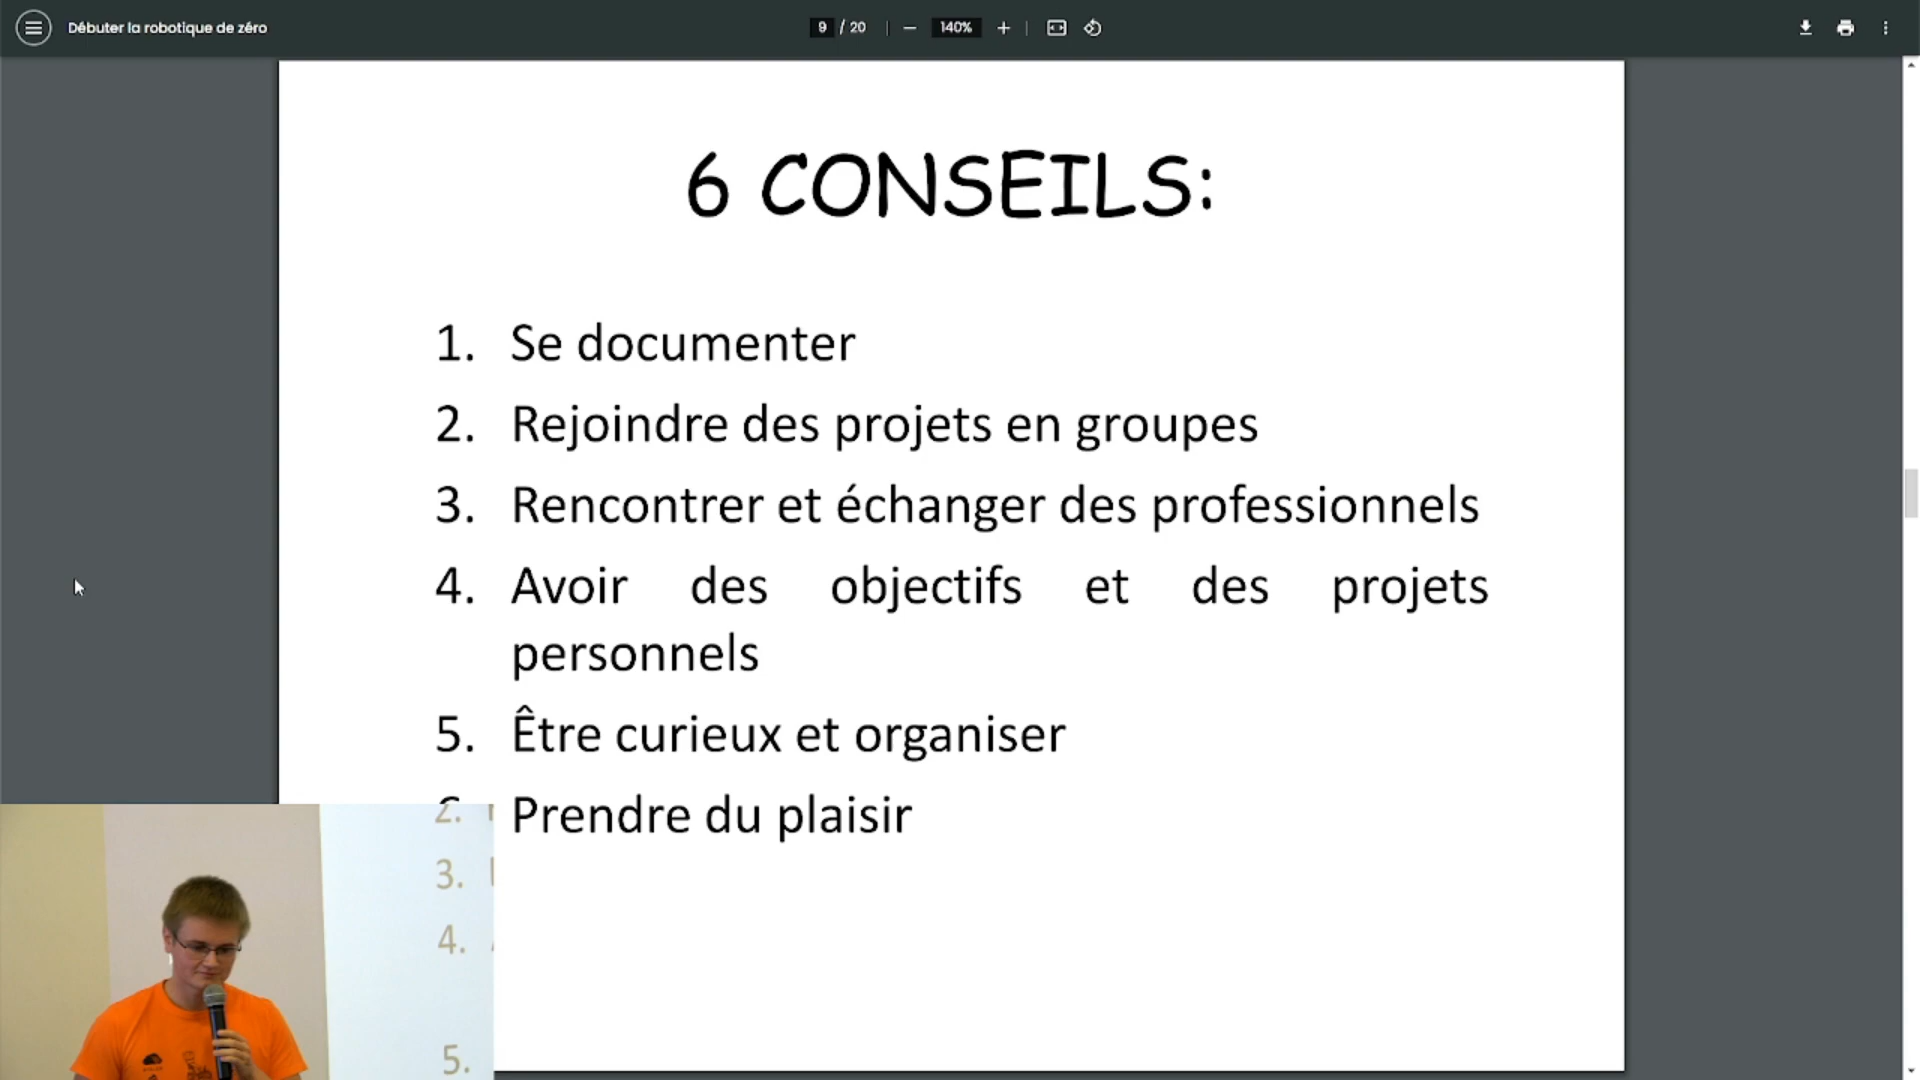 Débuter la robotique de zéro
9 / 20
140%
6 CONSEILS:
1. Se documenter
2. Rejoindre des projets en groupes
3. Rencontrer et échanger des professionnels
4. Avoir des objectifs et des projets
personnels
5. Être curieux et organiser
6. Prendre du plaisir
2.
3.
4.
5.